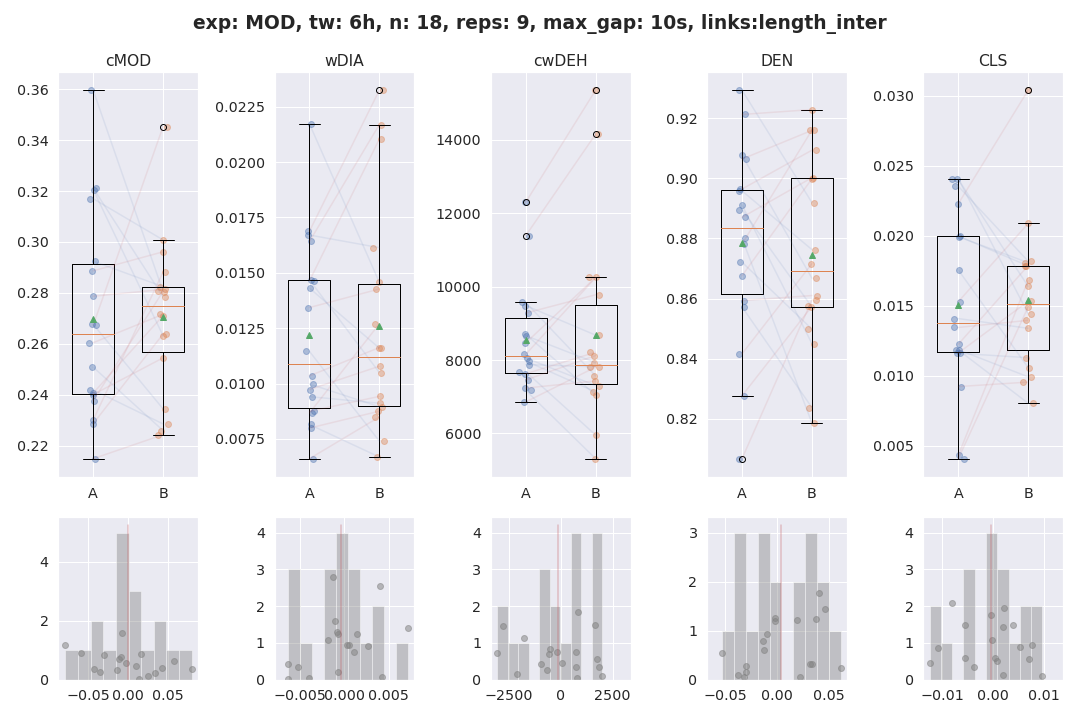 exp: MOD, tw: 6h, n: 18, reps: 9, max_gap: 10s, links:length_inter
cMOD wDIA cwDEH DEN CLS
0.36 0.34 0.32 0.30 0.28 0.26 0.24 0.22
0.0225 0.0200 0.0175 0.0150 0.0125 0.0100 0.0075
14000 12000 10000 8000 6000
0.92 0.90 0.88 0.86 0.84 0.82
0.030 0.025 0.020 0.015 0.010 0.005
A B A B A B A B A B
4 2 0
4 3 2 1 0
4 3 2 1 0
3 2 1 0
4 3 2 1 0
−0.05 0.00 0.05 −0.005 0.000 0.005 −2500 0 2500 −0.05 0.00 0.05 −0.01 0.00 0.01